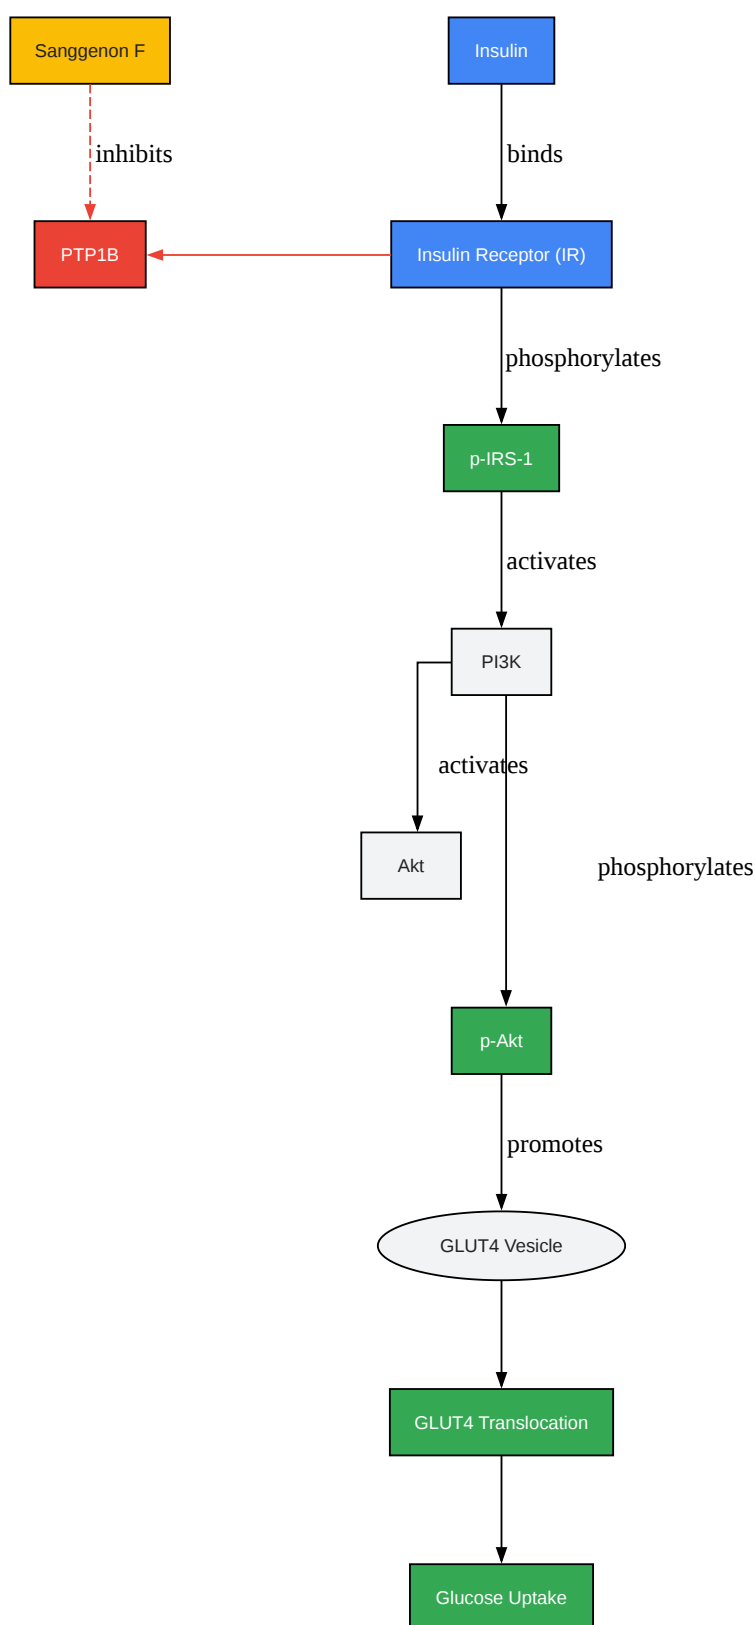 Sanggenon F
Insulin
inhibits
binds
PTP1B
Insulin Receptor (IR)
phosphorylates
p-IRS-1
activates
PI3K
activates
Akt
phosphorylates
p-Akt
promotes
GLUT4 Vesicle
GLUT4 Translocation
Glucose Uptake